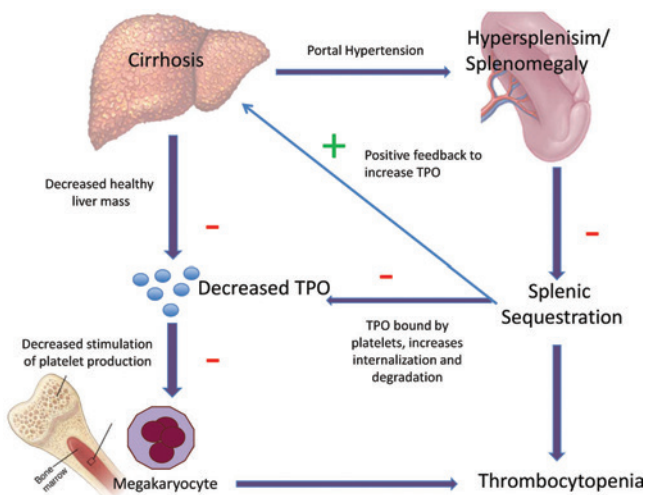 Cirrhosis
Portal Hypertension
Hypersplenisim/
Splenomegaly
+
Positive feedback to
increase TPO
Decreased healthy
liver mass
-
-
-
Decreased TPO
Splenic
Sequestration
TPO bound by
platelets, increases
internalization and
degradation
Decreased stimulation
of platelet production
-
Bone
marrow
Megakaryocyte
Thrombocytopenia